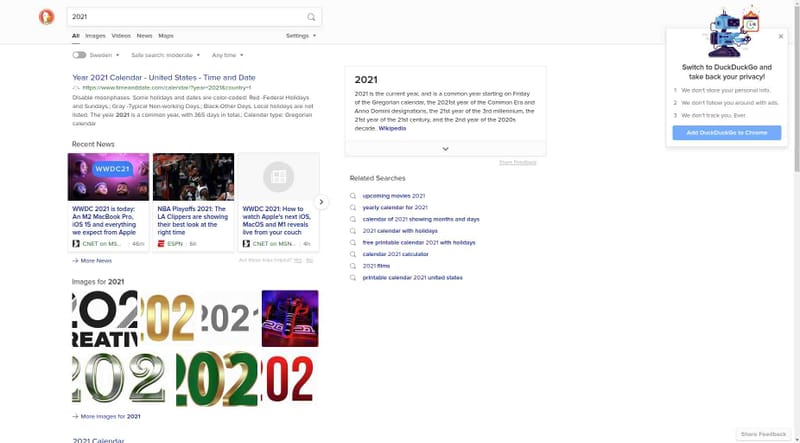 2021
All Images Videos News Maps Settings
Sweden Safe search: moderate Any time
Year 2021 Calendar - United States - Time and Date
https://www.timeanddate.com/calendar/?year=2021&country=1
Disable moonphases. Some holidays and dates are color-coded: Red -Federal Holidays
and Sundays.; Gray -Typical Non-working Days.; Black-Other Days. Local holidays are not
listed. The year 2021 is a common year, with 365 days in total.; Calendar type: Gregorian
calendar
Recent News
WWDC21
WWDC 2021 is today:
An M2 MacBook Pro,
iOS 15 and everything
we expect from Apple
CNET on MS... 46m
NBA Playoffs 2021: The
LA Clippers are showing
their best look at the
right time
ESPN 6h
WWDC 2021: How to
watch Apple's next iOS,
MacOS and M1 reveals
live from your couch
CNET on MSN... 4h
More News
Are these links helpful? Yes No
Images for 2021
202
CREATIV
202
2021
2021
202
202
202
More Images for 2021
2021 Calendar
2021
2021 is the current year, and is a common year starting on Friday
of the Gregorian calendar, the 2021st year of the Common Era and
Anno Domini designations, the 21st year of the 3rd millennium, the
21st year of the 21st century, and the 2nd year of the 2020s
decade. Wikipedia
Share Feedback
Related Searches
upcoming movies 2021
yearly calendar for 2021
calendar of 2021 showing months and days
2021 calendar with holidays
free printable calendar 2021 with holidays
calendar 2021 calculator
2021 films
printable calendar 2021 united states
Switch to DuckDuckGo and
take back your privacy!
1 We don't store your personal info.
2 We don't follow you around with ads.
3 We don't track you. Ever.
Add DuckDuckGo to Chrome
Share Feedback